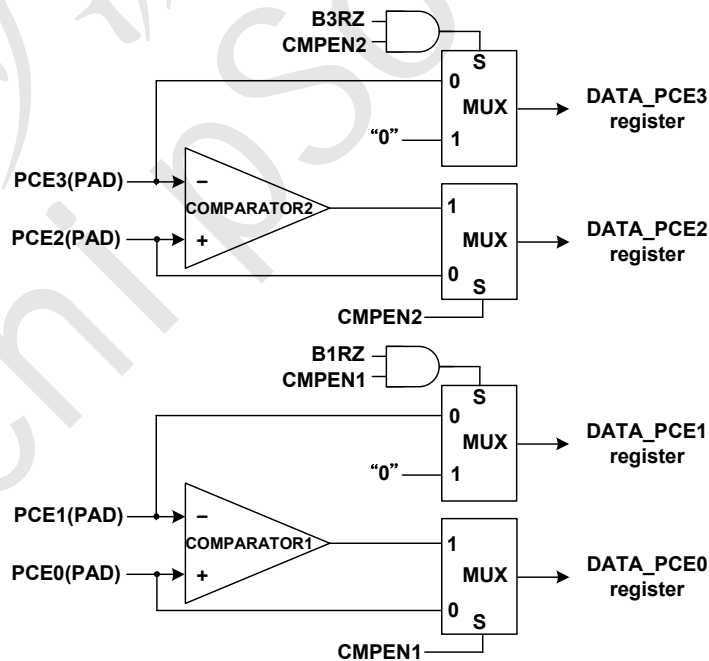 B3RZ
CMPEN2
S
0
MUX
DATA_PCE3
register
“0”
1
PCE3(PAD)
−
COMPARATOR2
1
PCE2(PAD)
+
MUX
DATA_PCE2
register
0
S
CMPEN2
B1RZ
CMPEN1
S
0
MUX
DATA_PCE1
register
“0”
1
PCE1(PAD)
−
COMPARATOR1
1
PCE0(PAD)
+
MUX
DATA_PCE0
register
0
S
CMPEN1